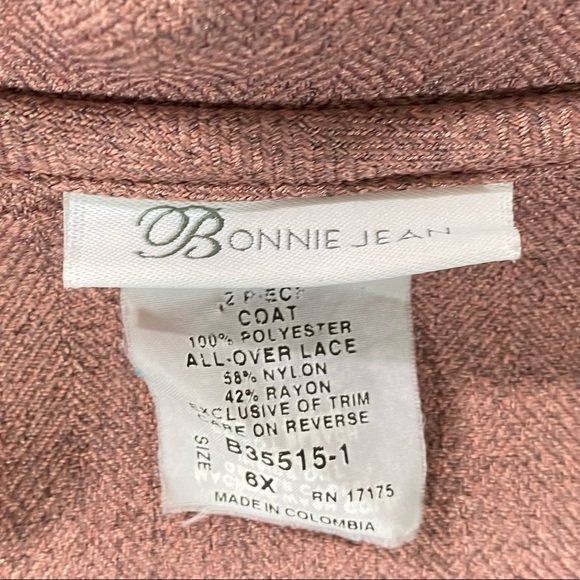 BONNIE JEAN
2 PIECE
COAT
100% POLYESTER
ALL-OVER LACE
58% NYLON
42% RAYON
EXCLUSIVE OF TRIM
CARE ON REVERSE
B35515-1
SIZE 6X RN 17175
MADE IN COLOMBIA